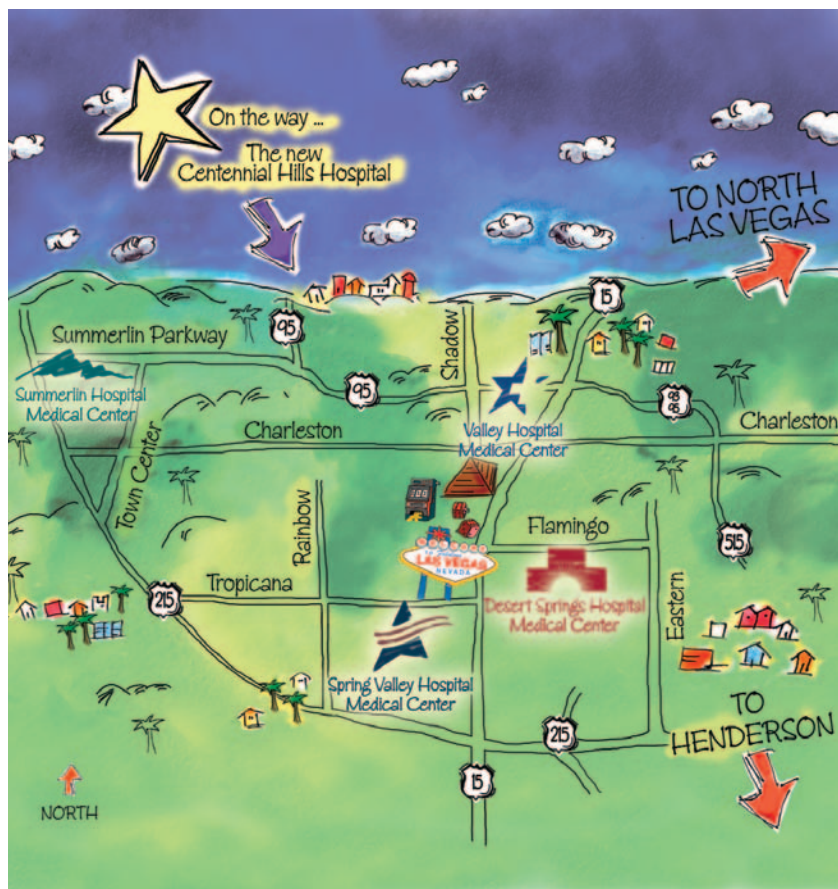 On the way ...
The new
Centennial Hills Hospital
TO NORTH
LAS VEGAS
15
95
Summerlin Parkway
Shadow
95
Summerlin Hospital
Medical Center
Valley Hospital
Medical Center
Charleston
Charleston
Town Center
100
Rainbow
Flamingo
515
LAS VEGAS
NEVADA
Tropicana
215
Desert Springs Hospital
Medical Center
Eastern
Spring Valley Hospital
Medical Center
TO
HENDERSON
215
15
NORTH